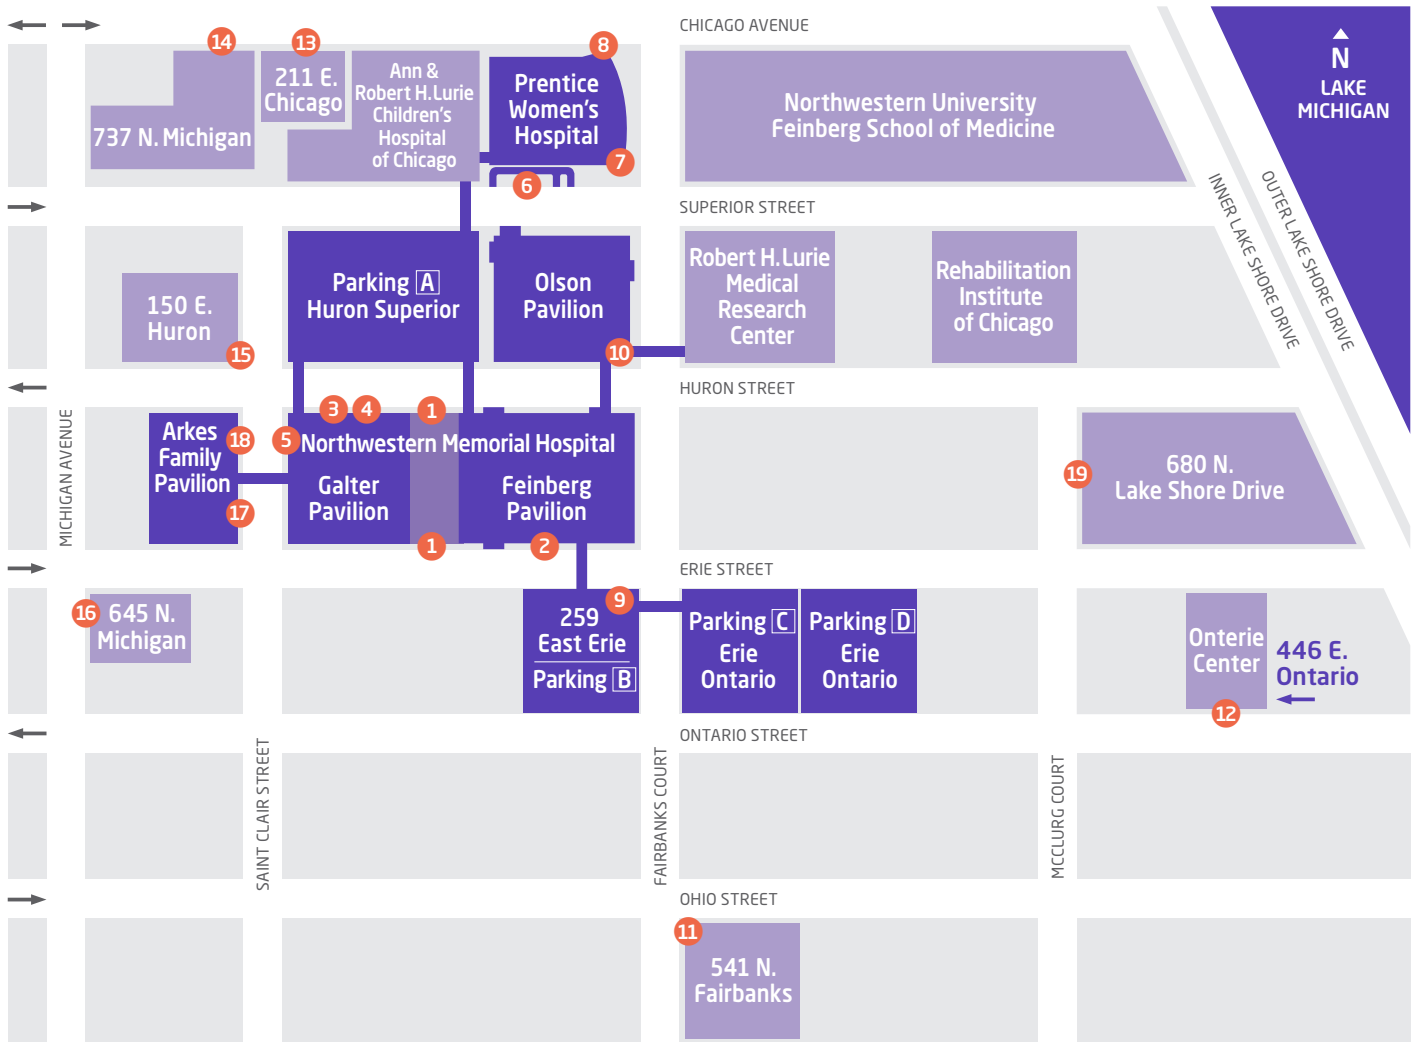 CHICAGO AVENUE
14
13
8
N
LAKE
MICHIGAN
737 N. Michigan
211 E.
Chicago
Ann &
Robert H. Lurie
Children's
Hospital
of Chicago
Prentice
Women's
Hospital
7
6
Northwestern University
Feinberg School of Medicine
INNER LAKE SHORE DRIVE
OUTER LAKE SHORE DRIVE
SUPERIOR STREET
150 E.
Huron
15
Parking A
Huron Superior
Olson
Pavilion
10
Robert H. Lurie
Medical
Research
Center
Rehabilitation
Institute
of Chicago
HURON STREET
MICHIGAN AVENUE
Arkes
Family
Pavilion
18
17
3
4
1
5
Northwestern Memorial Hospital
Galter
Pavilion
Feinberg
Pavilion
1
2
19
680 N.
Lake Shore Drive
ERIE STREET
16
645 N.
Michigan
9
259
East Erie
Parking B
Parking C
Erie
Ontario
Parking D
Erie
Ontario
Onterie
Center
446 E.
Ontario
12
ONTARIO STREET
SAINT CLAIR STREET
FAIRBANKS COURT
MCCLURG COURT
OHIO STREET
11
541 N.
Fairbanks